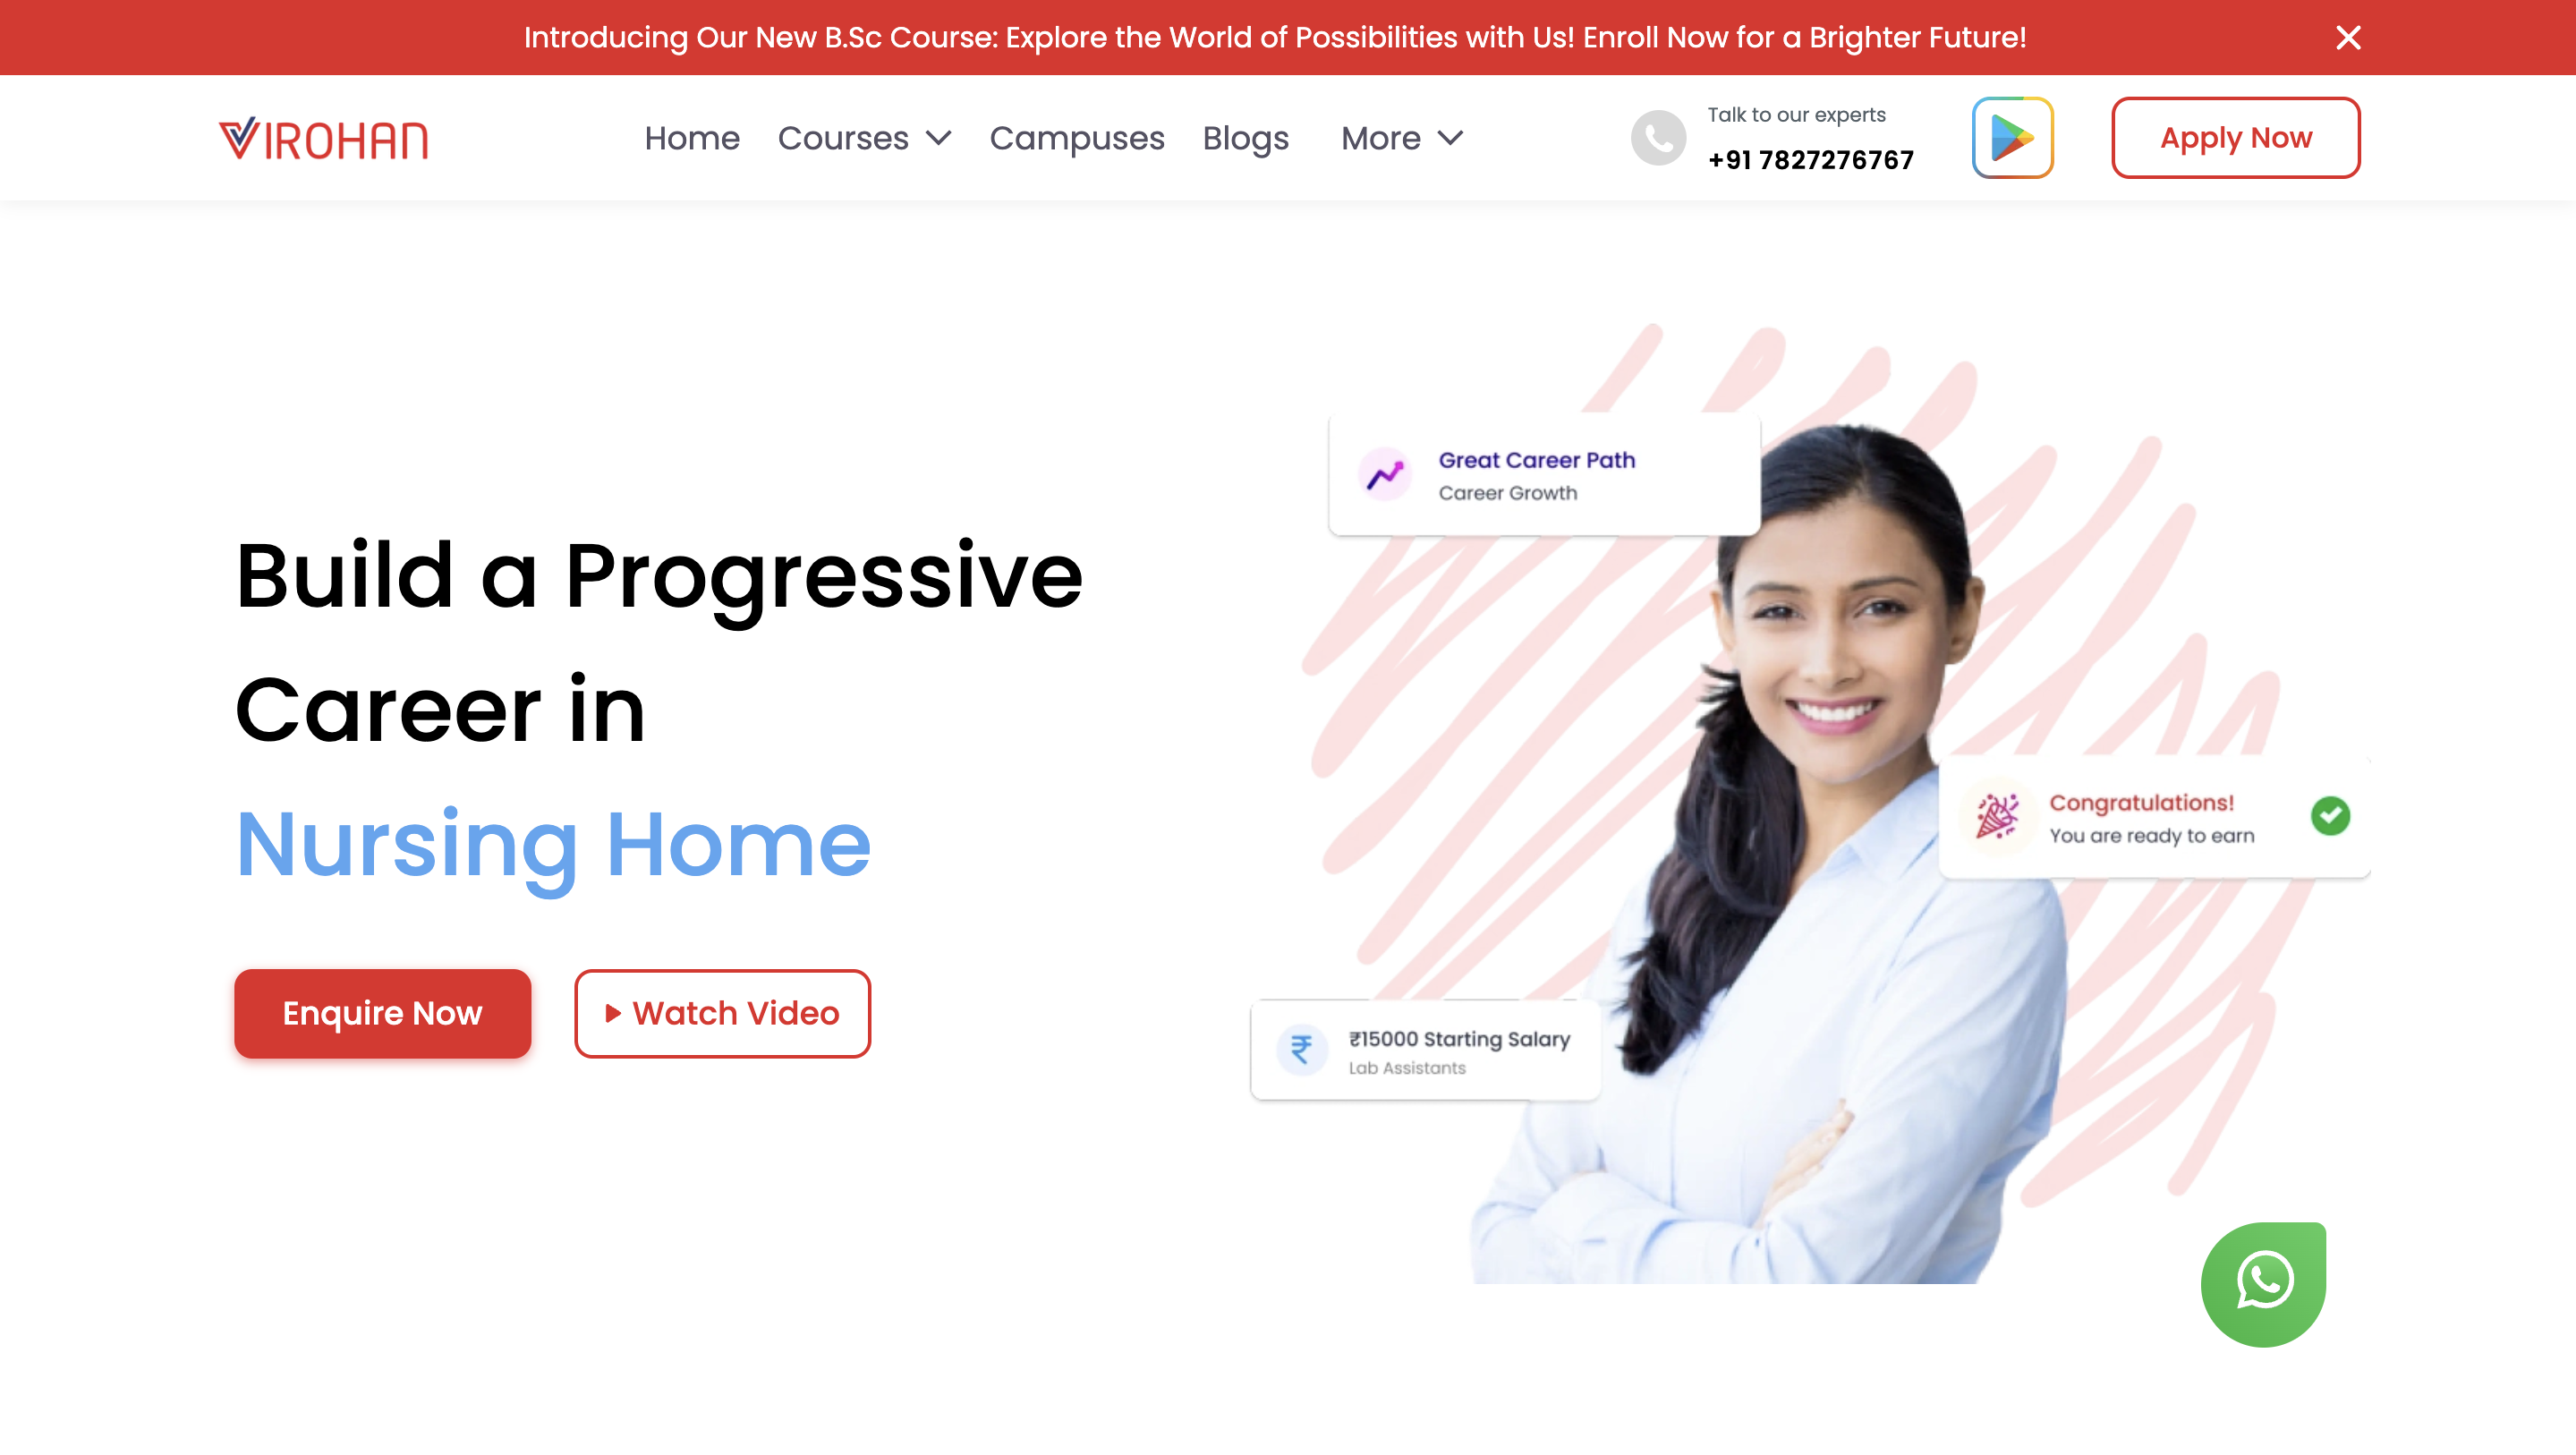 Introducing Our New B.Sc Course: Explore the World of Possibilities with Us! Enroll Now for a Brighter Future!
VIROHAN
Home
Courses
Campuses
Blogs
More
Talk to our experts
+91 7827276767
Apply Now
Build a Progressive
Career in
Nursing Home
Enquire Now
Watch Video
Great Career Path
Career Growth
Congratulations!
You are ready to earn
₹15000 Starting Salary
Lab Assistants